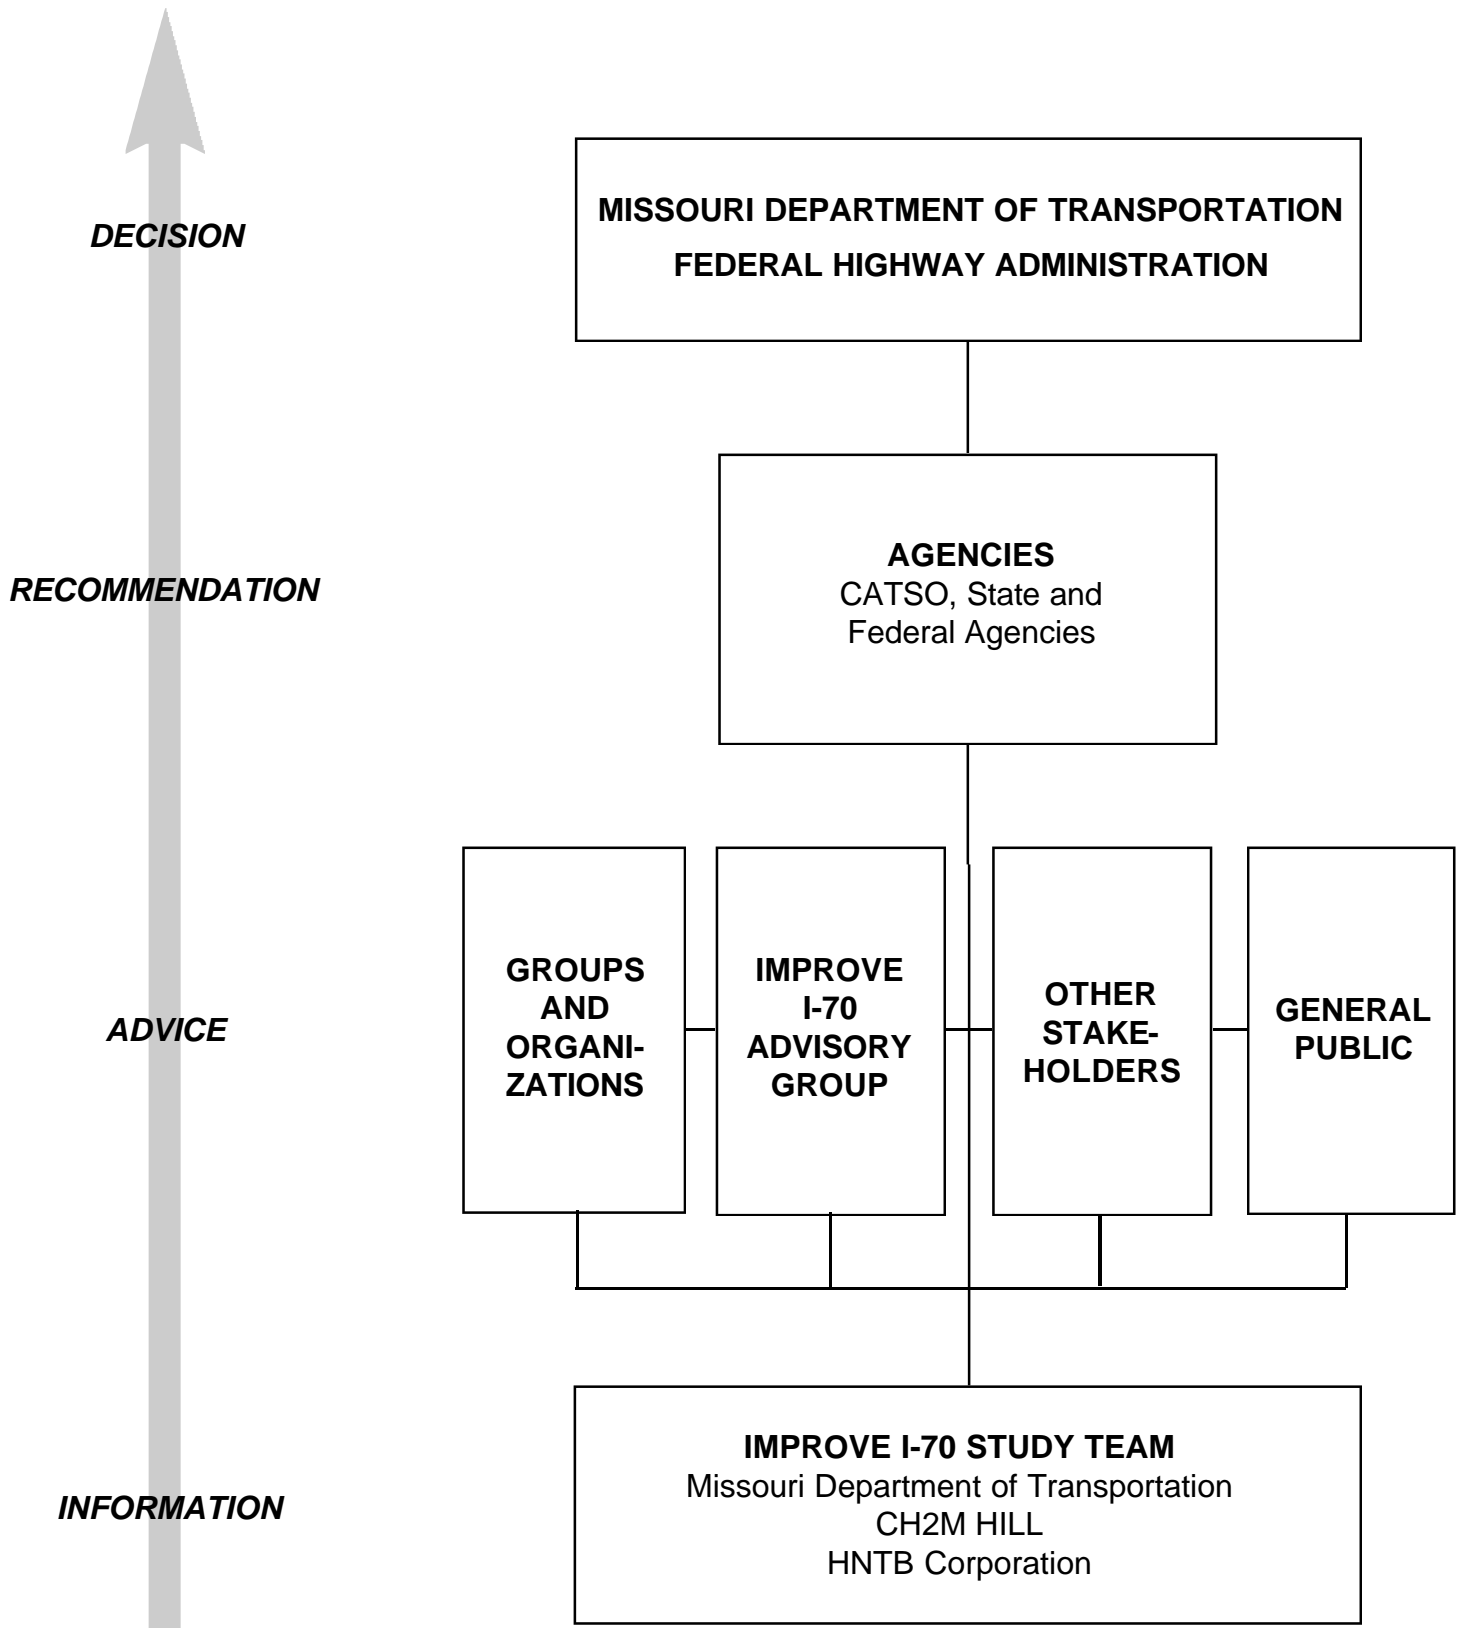 DECISION
MISSOURI DEPARTMENT OF TRANSPORTATION
FEDERAL HIGHWAY ADMINISTRATION
RECOMMENDATION
AGENCIES
CATSO, State and
Federal Agencies
ADVICE
GROUPS
AND
ORGANI-
ZATIONS
IMPROVE
I-70
ADVISORY
GROUP
OTHER
STAKE-
HOLDERS
GENERAL
PUBLIC
INFORMATION
IMPROVE I-70 STUDY TEAM
Missouri Department of Transportation
CH2M HILL
HNTB Corporation